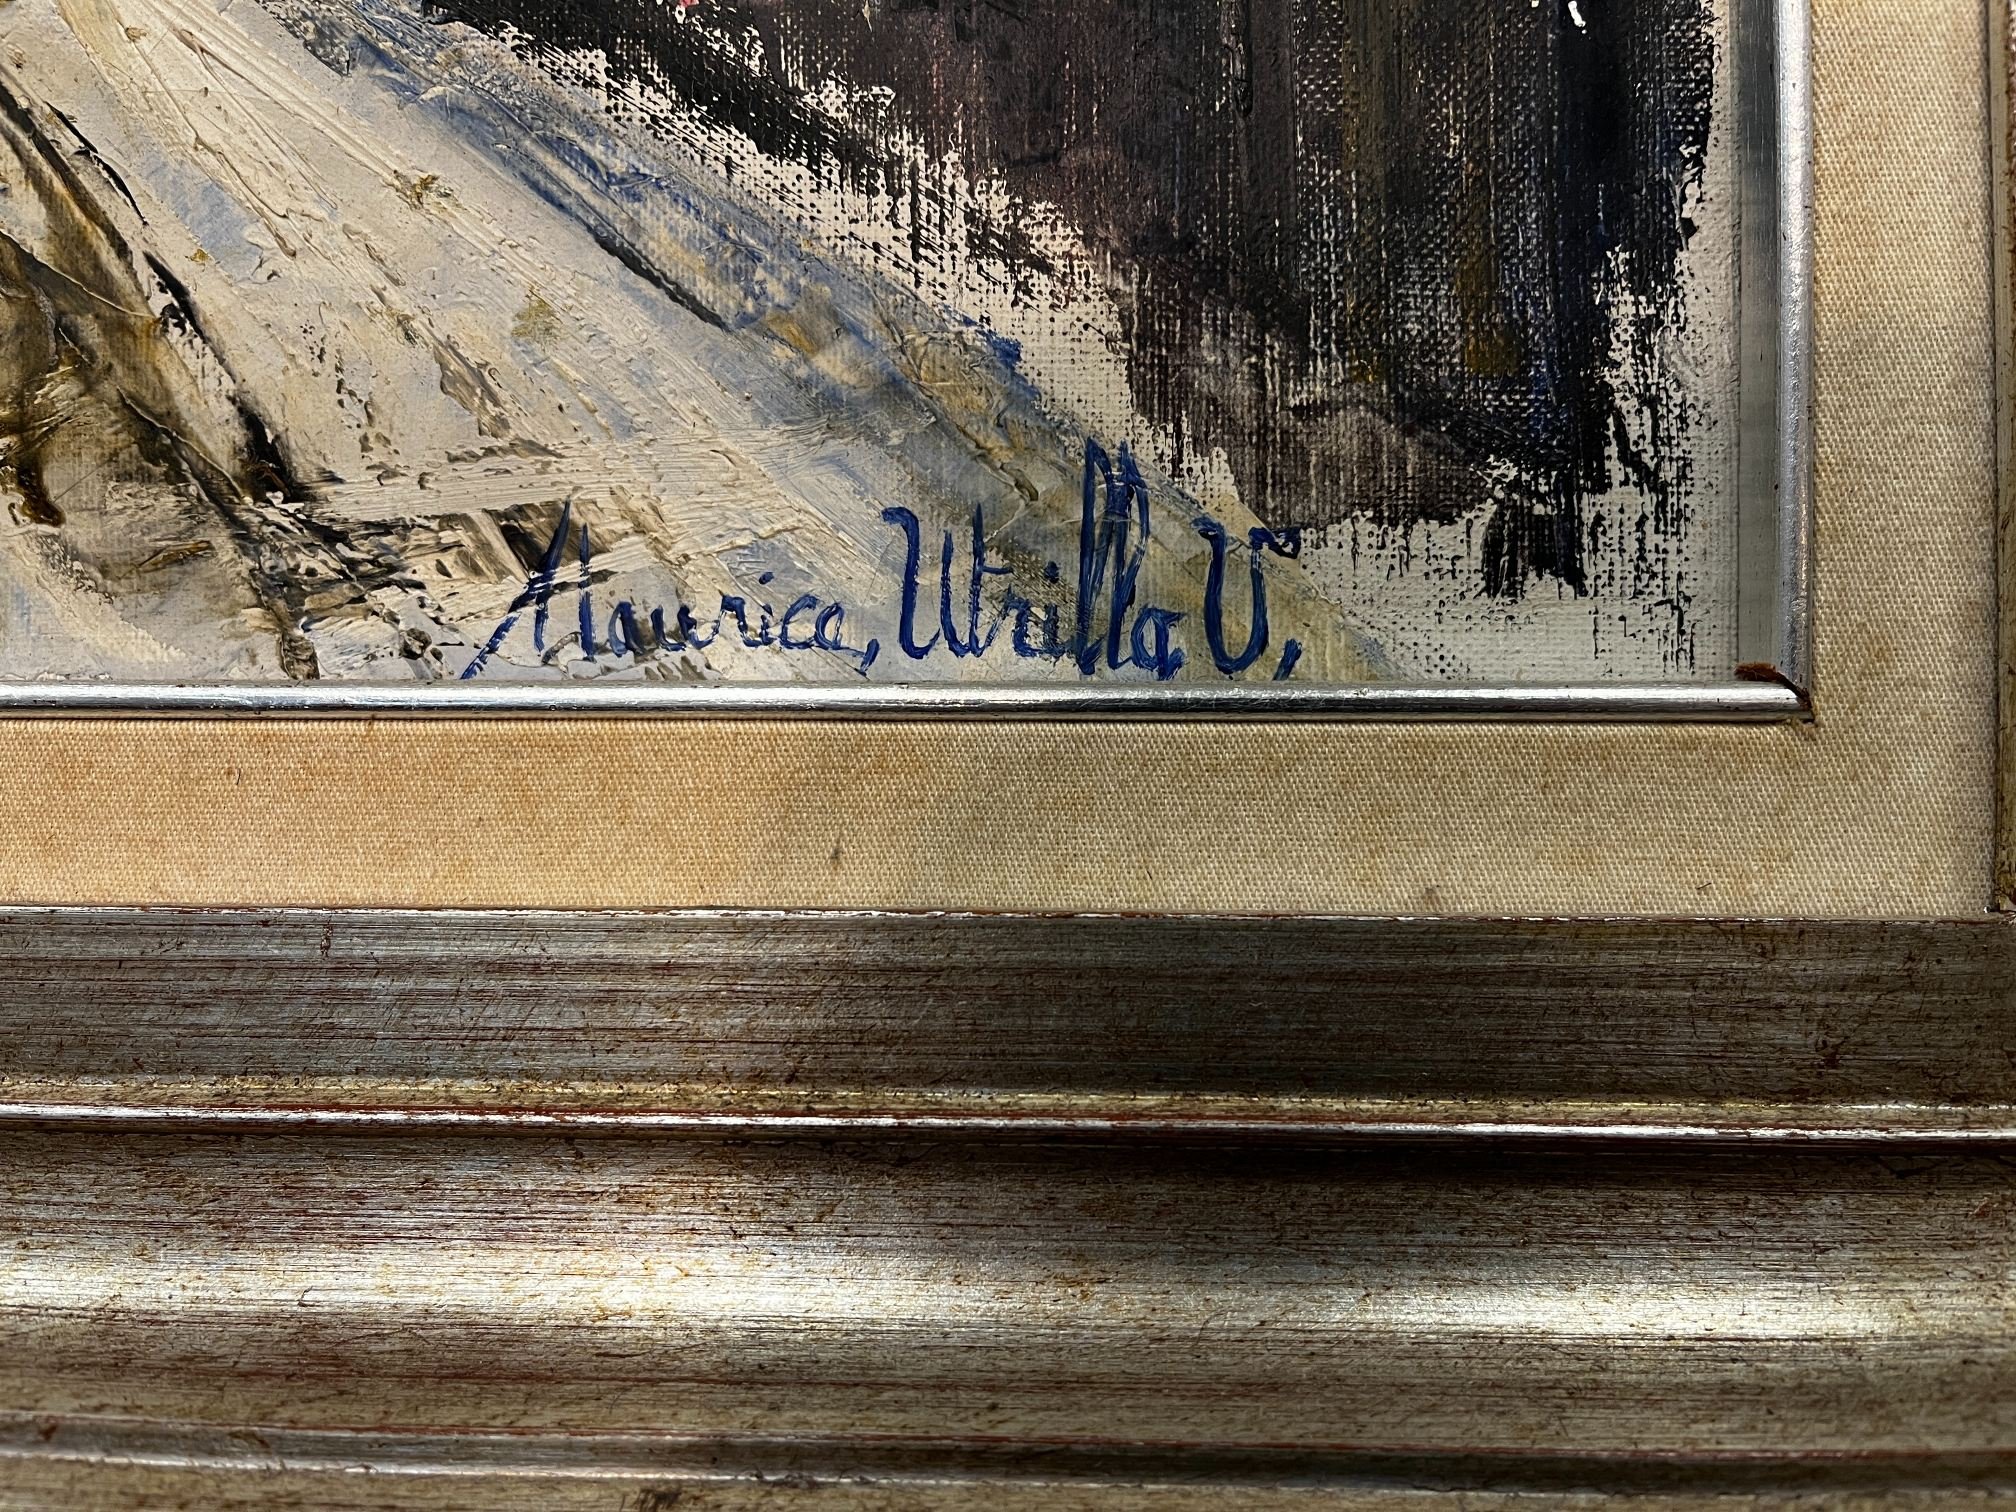 Maurice, Utrillo, V,